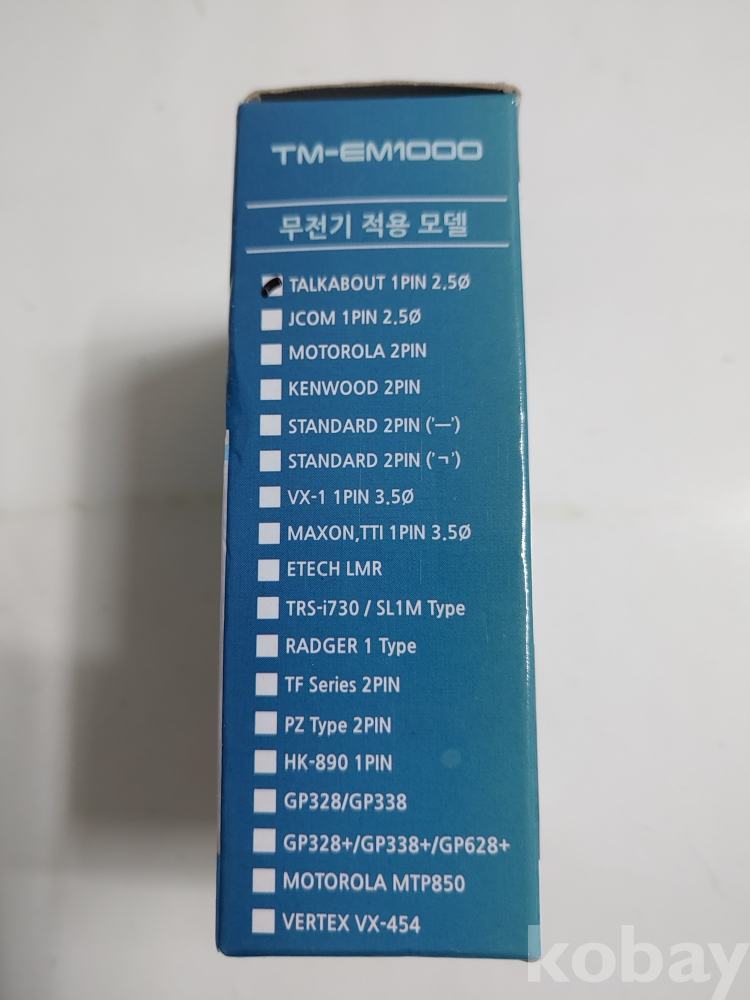 TM-EM1000
무전기 적용 모델
TALKABOUT 1PIN 2.5Ø
JCOM 1PIN 2.5Ø
MOTOROLA 2PIN
KENWOOD 2PIN
STANDARD 2PIN ('ㅡ')
STANDARD 2PIN ('ㄱ')
VX-1 1PIN 3.5Ø
MAXON,TTI 1PIN 3.5Ø
ETECH LMR
TRS-i730 / SL1M Type
RADGER 1 Type
TF Series 2PIN
PZ Type 2PIN
HK-890 1PIN
GP328/GP338
GP328+/GP338+/GP628+
MOTOROLA MTP850
VERTEX VX-454
kobay